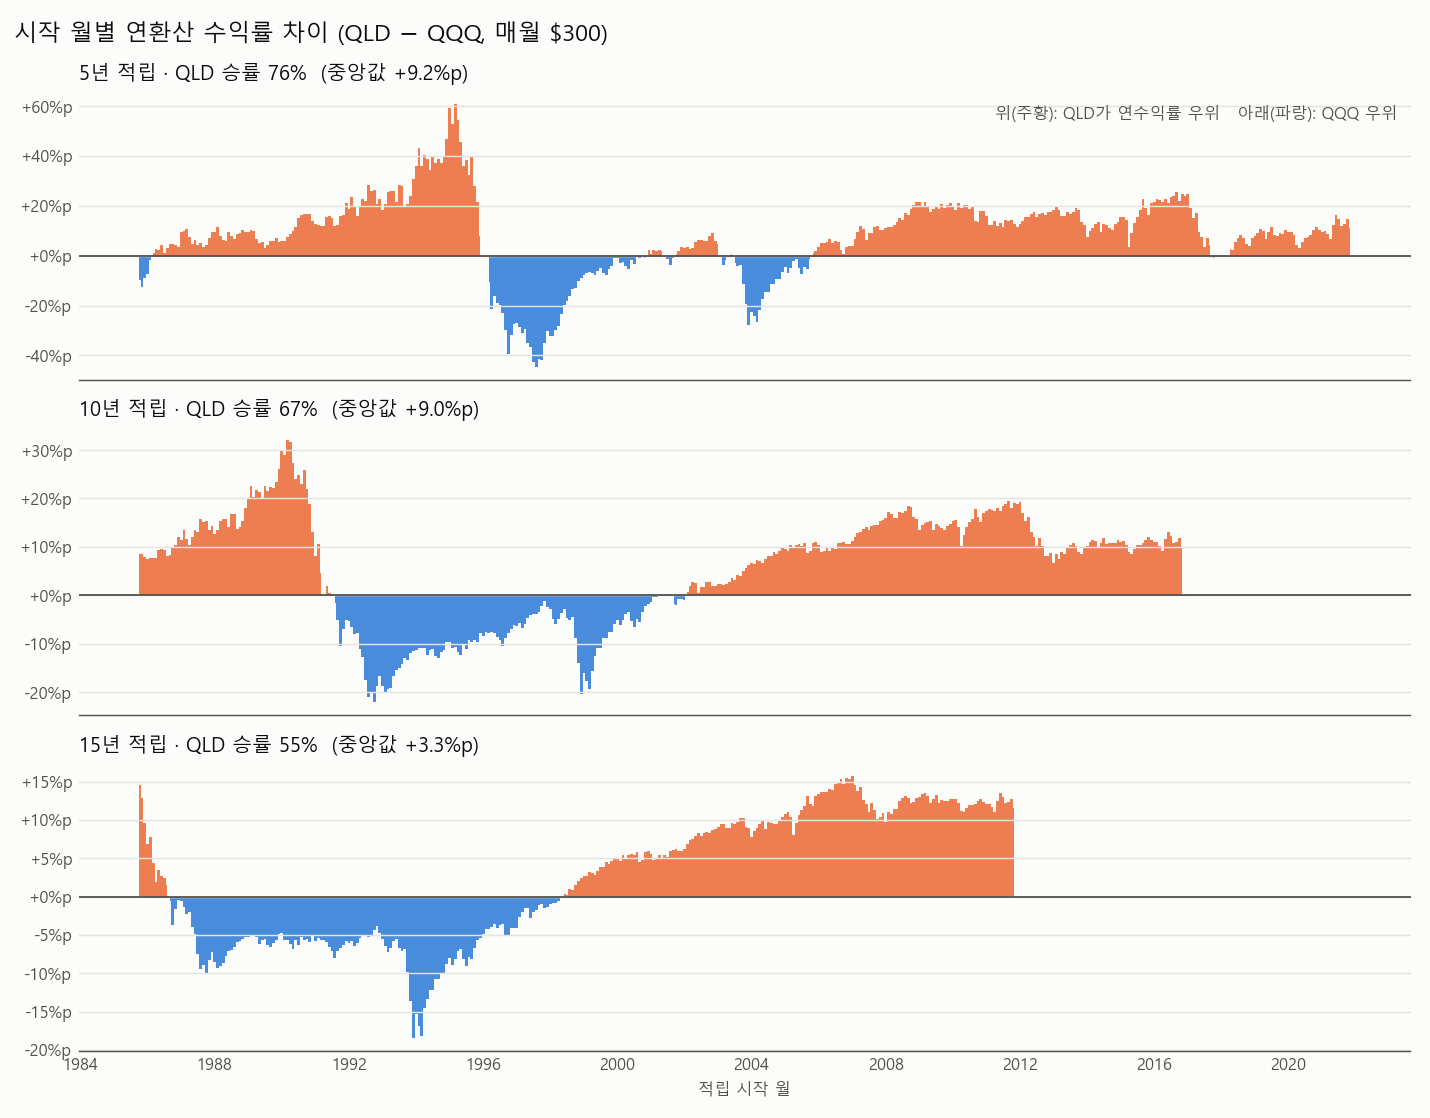 시작 월별 연환산 수익률 차이 (QLD − QQQ, 매월 $300)
5년 적립 · QLD 승률 76%  (중앙값 +9.2%p)
위(주황): QLD가 연수익률 우위   아래(파랑): QQQ 우위
+60%p
+40%p
+20%p
+0%p
-20%p
-40%p
10년 적립 · QLD 승률 67%  (중앙값 +9.0%p)
+30%p
+20%p
+10%p
+0%p
-10%p
-20%p
15년 적립 · QLD 승률 55%  (중앙값 +3.3%p)
+15%p
+10%p
+5%p
+0%p
-5%p
-10%p
-15%p
-20%p
1984 1988 1992 1996 2000 2004 2008 2012 2016 2020
적립 시작 월